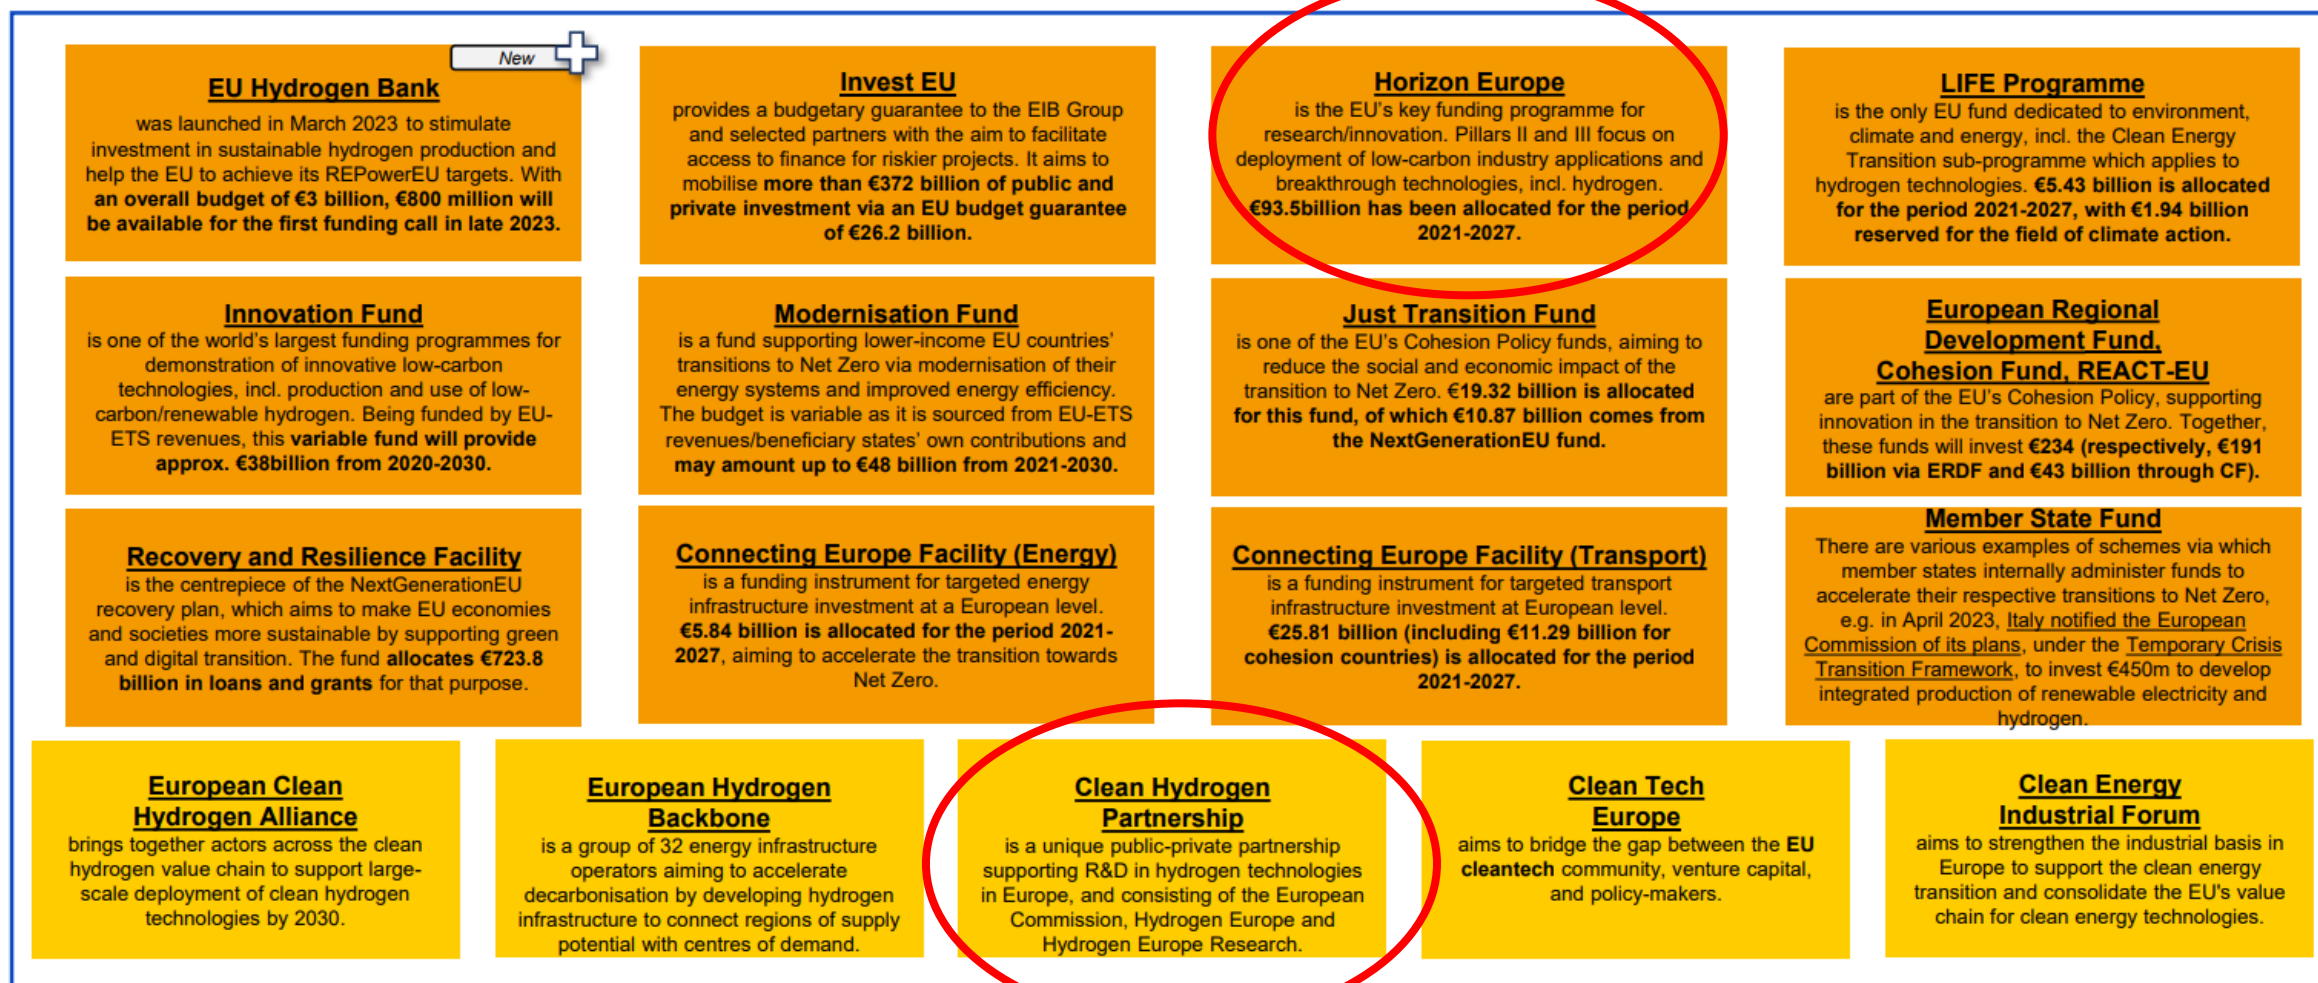 New
EU Hydrogen Bank
was launched in March 2023 to stimulate
investment in sustainable hydrogen production and
help the EU to achieve its REPowerEU targets. With
an overall budget of €3 billion, €800 million will
be available for the first funding call in late 2023.
Invest EU
provides a budgetary guarantee to the EIB Group
and selected partners with the aim to facilitate
access to finance for riskier projects. It aims to
mobilise more than €372 billion of public and
private investment via an EU budget guarantee
of €26.2 billion.
Horizon Europe
is the EU's key funding programme for
research/innovation. Pillars II and III focus on
deployment of low-carbon industry applications and
breakthrough technologies, incl. hydrogen.
€93.5billion has been allocated for the period
2021-2027.
LIFE Programme
is the only EU fund dedicated to environment,
climate and energy, incl. the Clean Energy
Transition sub-programme which applies to
hydrogen technologies. €5.43 billion is allocated
for the period 2021-2027, with €1.94 billion
reserved for the field of climate action.
Innovation Fund
is one of the world's largest funding programmes for
demonstration of innovative low-carbon
technologies, incl. production and use of low-
carbon/renewable hydrogen. Being funded by EU-
ETS revenues, this variable fund will provide
approx. €38billion from 2020-2030.
Modernisation Fund
is a fund supporting lower-income EU countries'
transitions to Net Zero via modernisation of their
energy systems and improved energy efficiency.
The budget is variable as it is sourced from EU-ETS
revenues/beneficiary states' own contributions and
may amount up to €48 billion from 2021-2030.
Just Transition Fund
is one of the EU's Cohesion Policy funds, aiming to
reduce the social and economic impact of the
transition to Net Zero. €19.32 billion is allocated
for this fund, of which €10.87 billion comes from
the NextGenerationEU fund.
European Regional
Development Fund,
Cohesion Fund, REACT-EU
are part of the EU's Cohesion Policy, supporting
innovation in the transition to Net Zero. Together,
these funds will invest €234 (respectively, €191
billion via ERDF and €43 billion through CF).
Recovery and Resilience Facility
is the centrepiece of the NextGenerationEU
recovery plan, which aims to make EU economies
and societies more sustainable by supporting green
and digital transition. The fund allocates €723.8
billion in loans and grants for that purpose.
Connecting Europe Facility (Energy)
is a funding instrument for targeted energy
infrastructure investment at a European level.
€5.84 billion is allocated for the period 2021-
2027, aiming to accelerate the transition towards
Net Zero.
Connecting Europe Facility (Transport)
is a funding instrument for targeted transport
infrastructure investment at European level.
€25.81 billion (including €11.29 billion for
cohesion countries) is allocated for the period
2021-2027.
Member State Fund
There are various examples of schemes via which
member states internally administer funds to
accelerate their respective transitions to Net Zero,
e.g. in April 2023, Italy notified the European
Commission of its plans, under the Temporary Crisis
Transition Framework, to invest €450m to develop
integrated production of renewable electricity and
hydrogen.
European Clean
Hydrogen Alliance
brings together actors across the clean
hydrogen value chain to support large-
scale deployment of clean hydrogen
technologies by 2030.
European Hydrogen
Backbone
is a group of 32 energy infrastructure
operators aiming to accelerate
decarbonisation by developing hydrogen
infrastructure to connect regions of supply
potential with centres of demand.
Clean Hydrogen
Partnership
is a unique public-private partnership
supporting R&D in hydrogen technologies
in Europe, and consisting of the European
Commission, Hydrogen Europe and
Hydrogen Europe Research.
Clean Tech
Europe
aims to bridge the gap between the EU
cleantech community, venture capital,
and policy-makers.
Clean Energy
Industrial Forum
aims to strengthen the industrial basis in
Europe to support the clean energy
transition and consolidate the EU's value
chain for clean energy technologies.